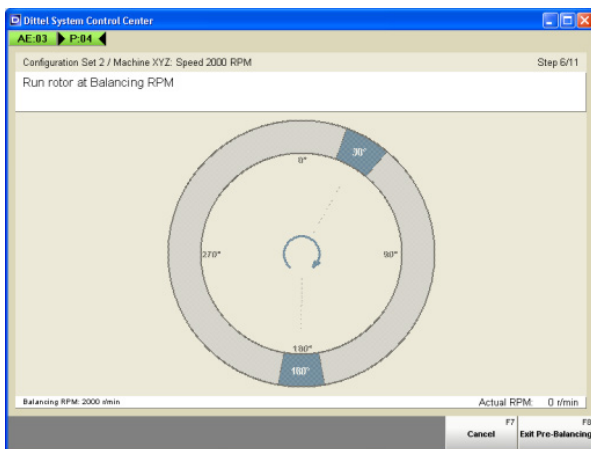 Dittel System Control Center
AE:03 P:04
Configuration Set 2 / Machine XYZ: Speed 2000 RPM Step 6/11
Run rotor at Balancing RPM
30°
0°
270° 90°
180°
180°
Balancing RPM: 2000 r/min Actual RPM: 0 r/min
F7 F8
Cancel Exit Pre-Balancing